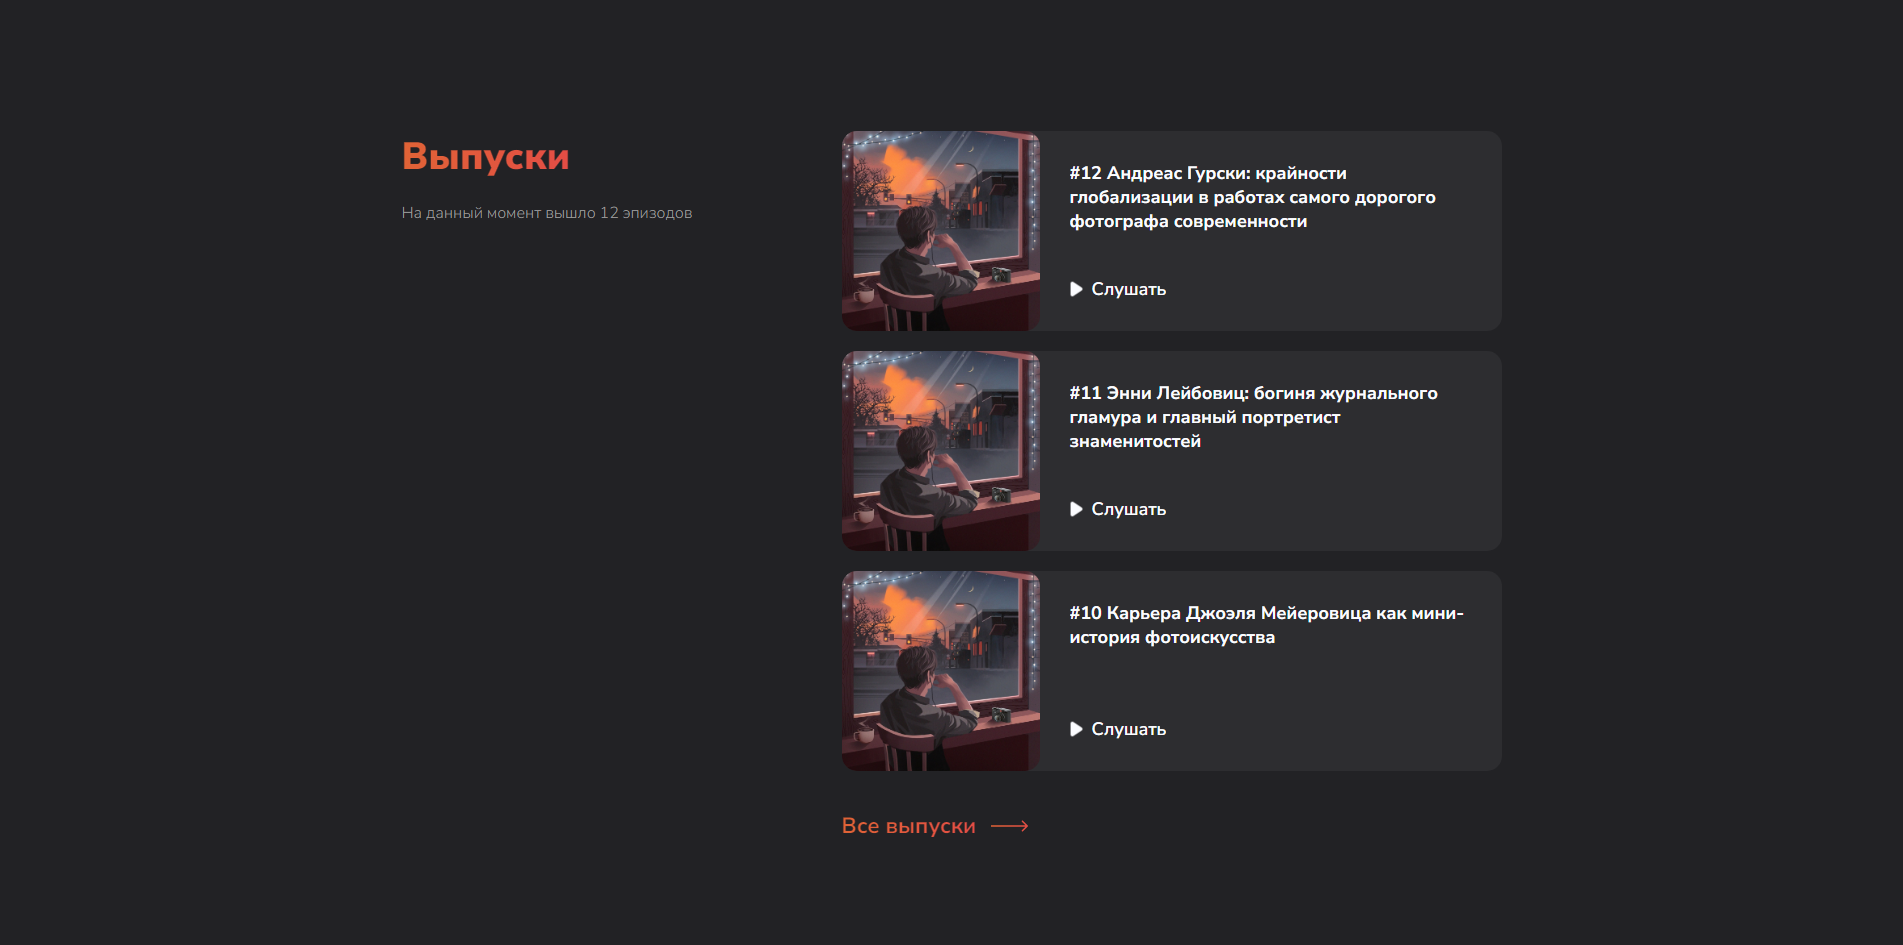 Выпуски
На данный момент вышло 12 эпизодов
#12 Андреас Гурски: крайности
глобализации в работах самого дорогого
фотографа современности
Слушать
#11 Энни Лейбовиц: богиня журнального
гламура и главный портретист
знаменитостей
Слушать
#10 Карьера Джоэля Мейеровица как мини-
история фотоискусства
Слушать
Все выпуски